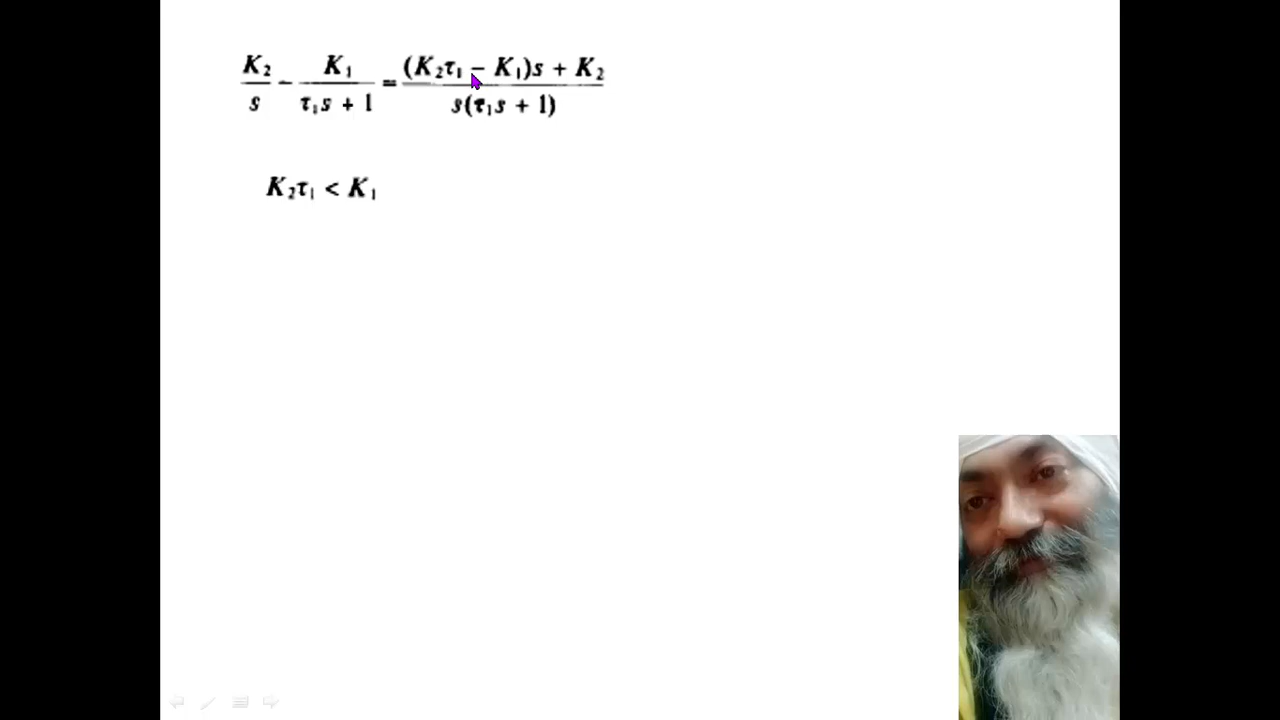 K₂/s − K₁/(τ₁s + 1) = ((K₂τ₁ − K₁)s + K₂)/(s(τ₁s + 1))
K₂τ₁ < K₁